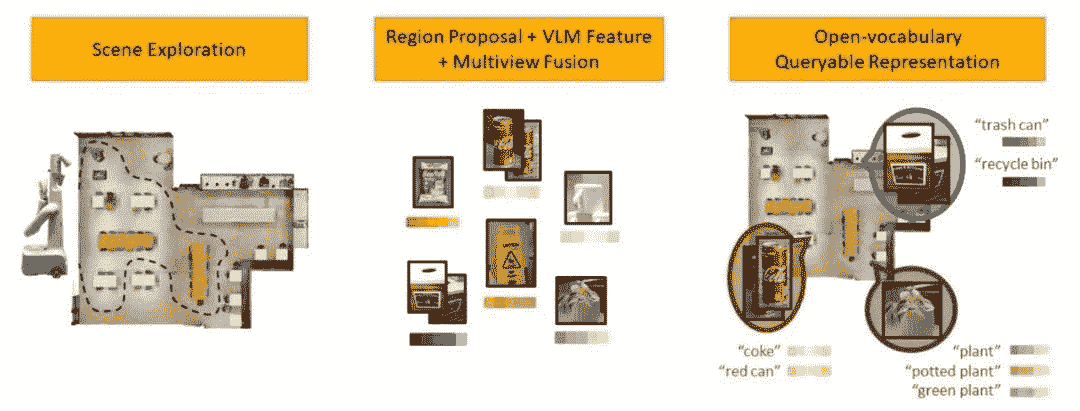 Scene Exploration
Region Proposal + VLM Feature
+ Multiview Fusion
Open-vocabulary
Queryable Representation
"trash can"
"recycle bin"
"coke"
"red can"
"plant"
"potted plant"
"green plant"